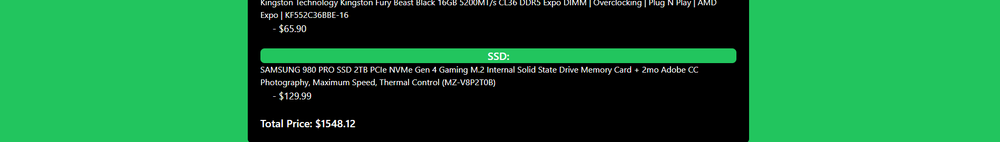 Kingston Technology Kingston Fury Beast Black 16GB 5200MT/s CL36 DDR5 Expo DIMM | Overclocking | Plug N Play | AMD
Expo | KF552C36BBE-16
- $65.90
SSD:
SAMSUNG 980 PRO SSD 2TB PCIe NVMe Gen 4 Gaming M.2 Internal Solid State Drive Memory Card + 2mo Adobe CC
Photography, Maximum Speed, Thermal Control (MZ-V8P2T0B)
- $129.99
Total Price: $1548.12